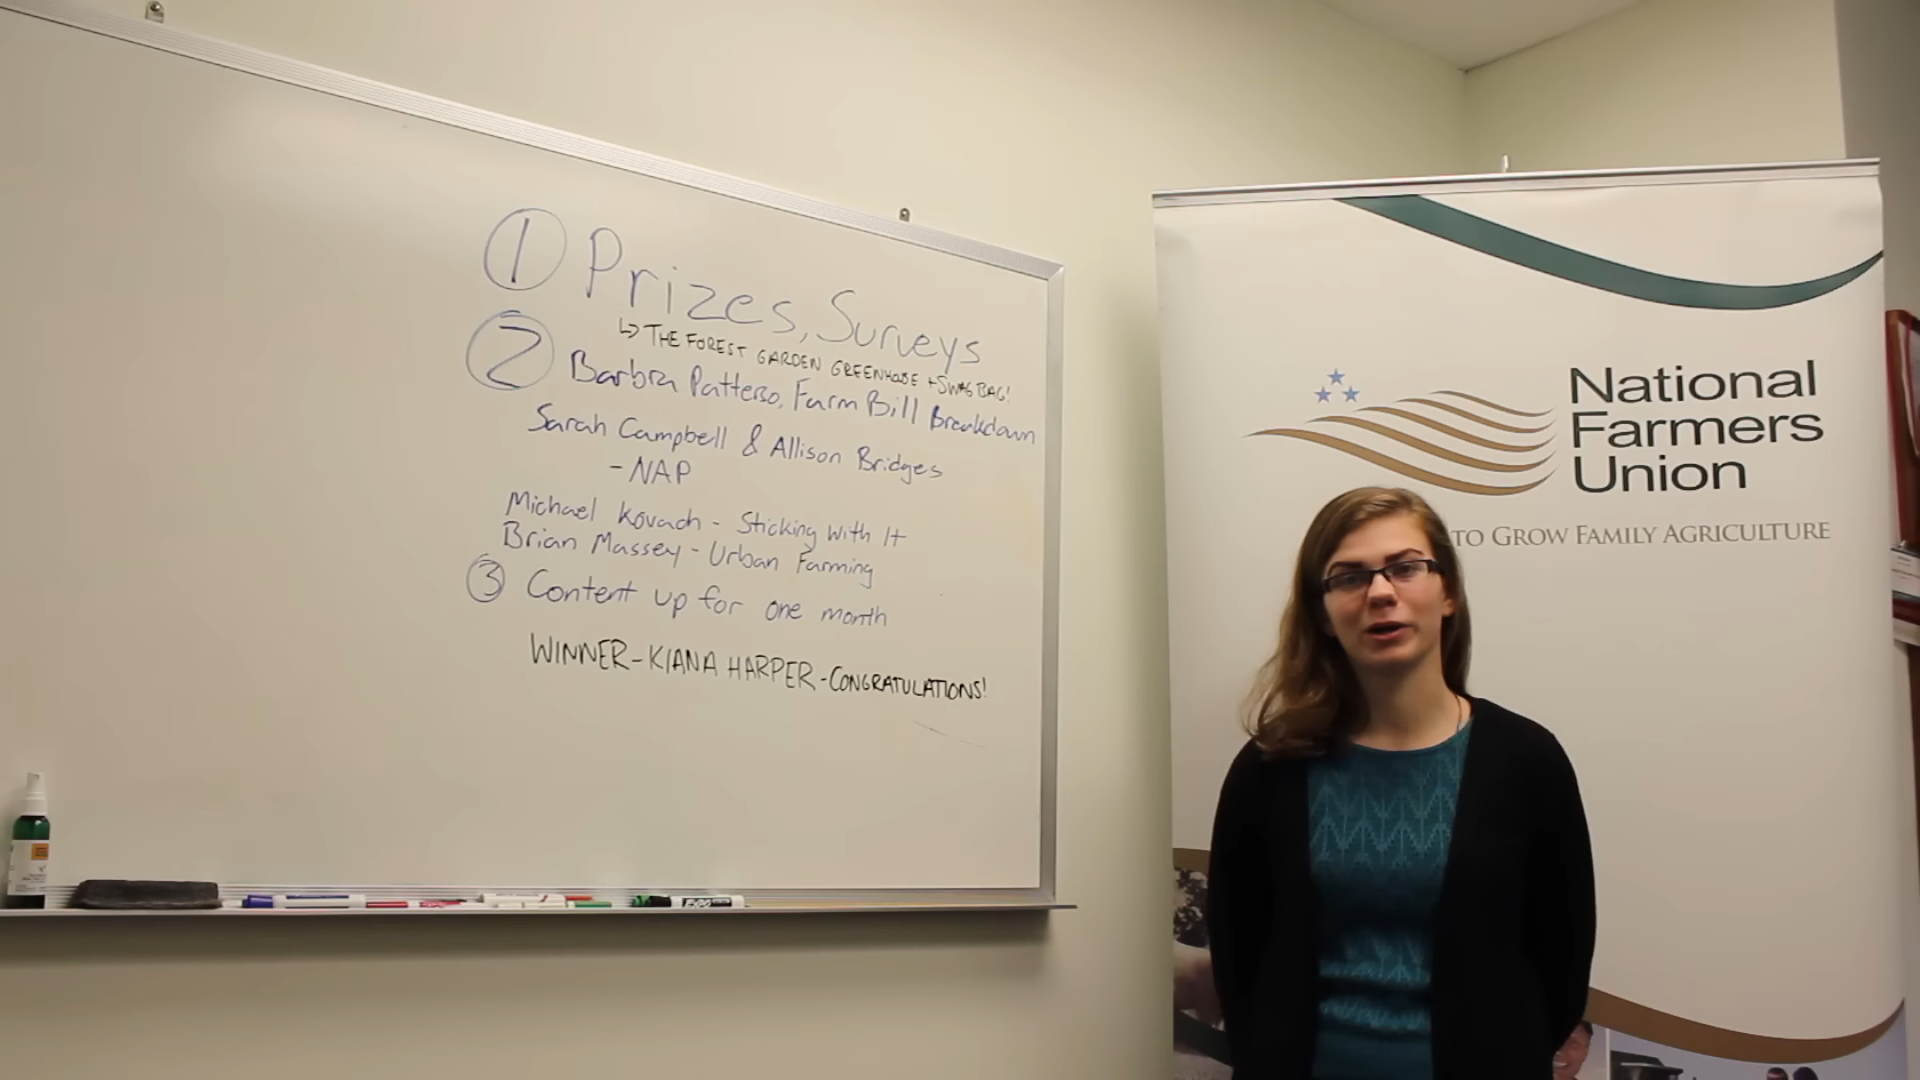 1 Prizes, Surveys
↳ THE FOREST GARDEN GREENHOUSE + SWAG BAG!
2 Barbra Patterso, Farm Bill Breakdown
Sarah Campbell & Allison Bridges
- NAP
Michael Kovach - Sticking With It
Brian Massey - Urban Farming
3 Content up for one month
WINNER - KIANA HARPER - CONGRATULATIONS!
National
Farmers
Union
TO GROW FAMILY AGRICULTURE
EXPO